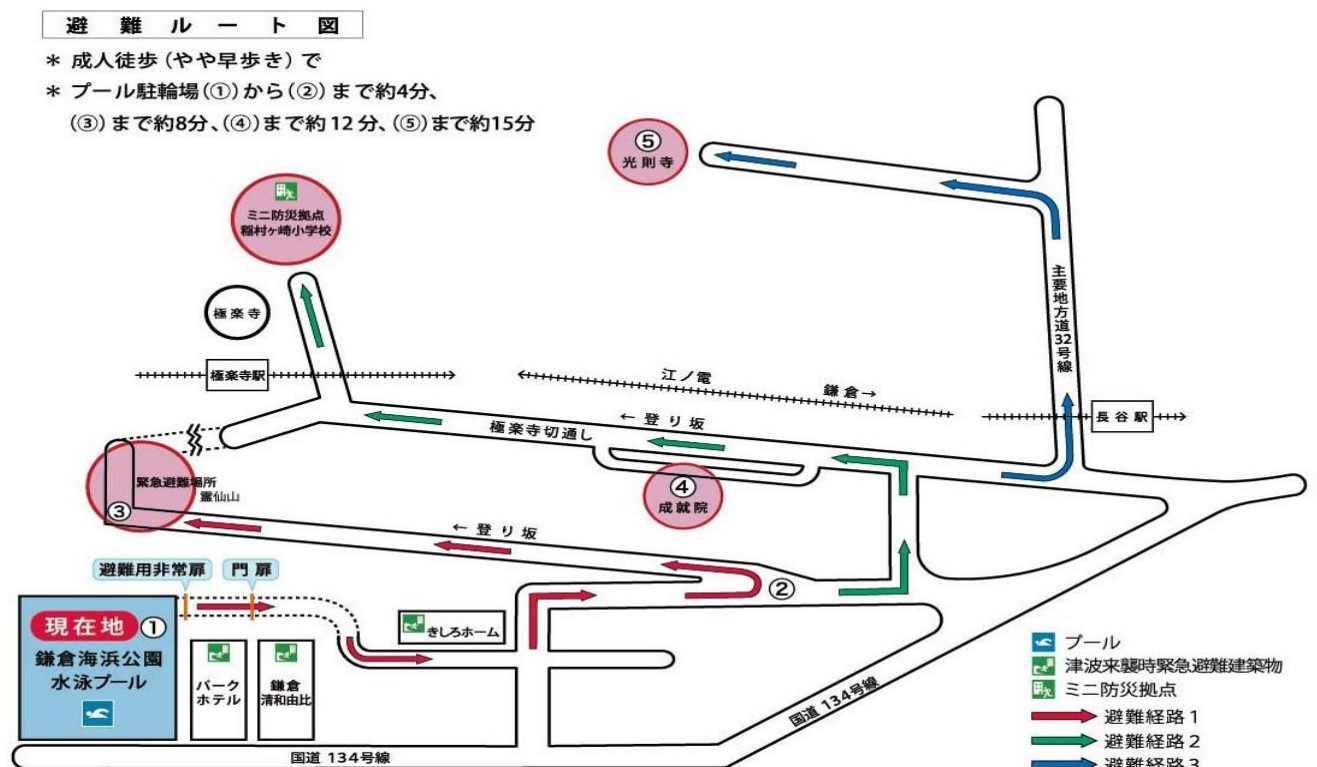 避難ルート図
＊ 成人徒歩（やや早歩き）で
＊ プール駐輪場（①）から（②）まで約4分、
（③）まで約8分、（④）まで約12分、（⑤）まで約15分
⑤
光則寺
ミニ防災拠点
稲村ヶ崎小学校
極楽寺
極楽寺駅
江ノ電
鎌倉→
主要地方道32号線
長谷駅
←登り坂
極楽寺切通し
④
成就院
緊急避難場所
霊仙山
③
←登り坂
②
避難用非常扉
門扉
現在地 ①
鎌倉海浜公園
水泳プール
パーク
ホテル
鎌倉
清和由比
きしろホーム
国道134号線
国道 134号線
プール
津波来襲時緊急避難建築物
ミニ防災拠点
避難経路1
避難経路2
避難経路3